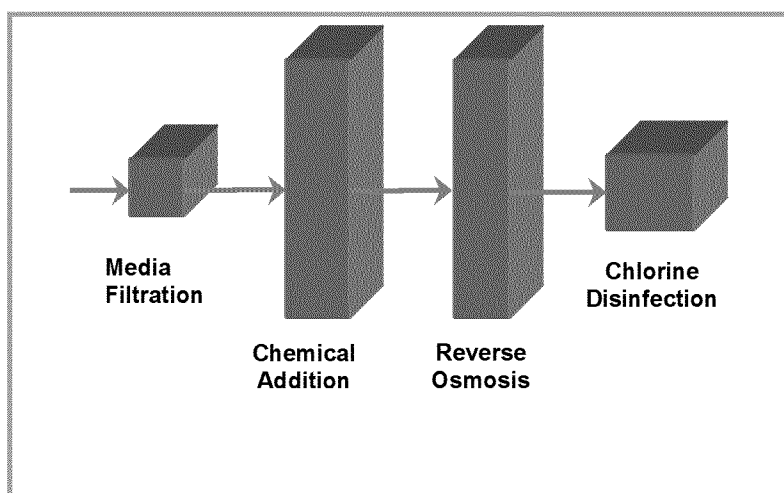 Media
Filtration
Chemical
Addition
Reverse
Osmosis
Chlorine
Disinfection